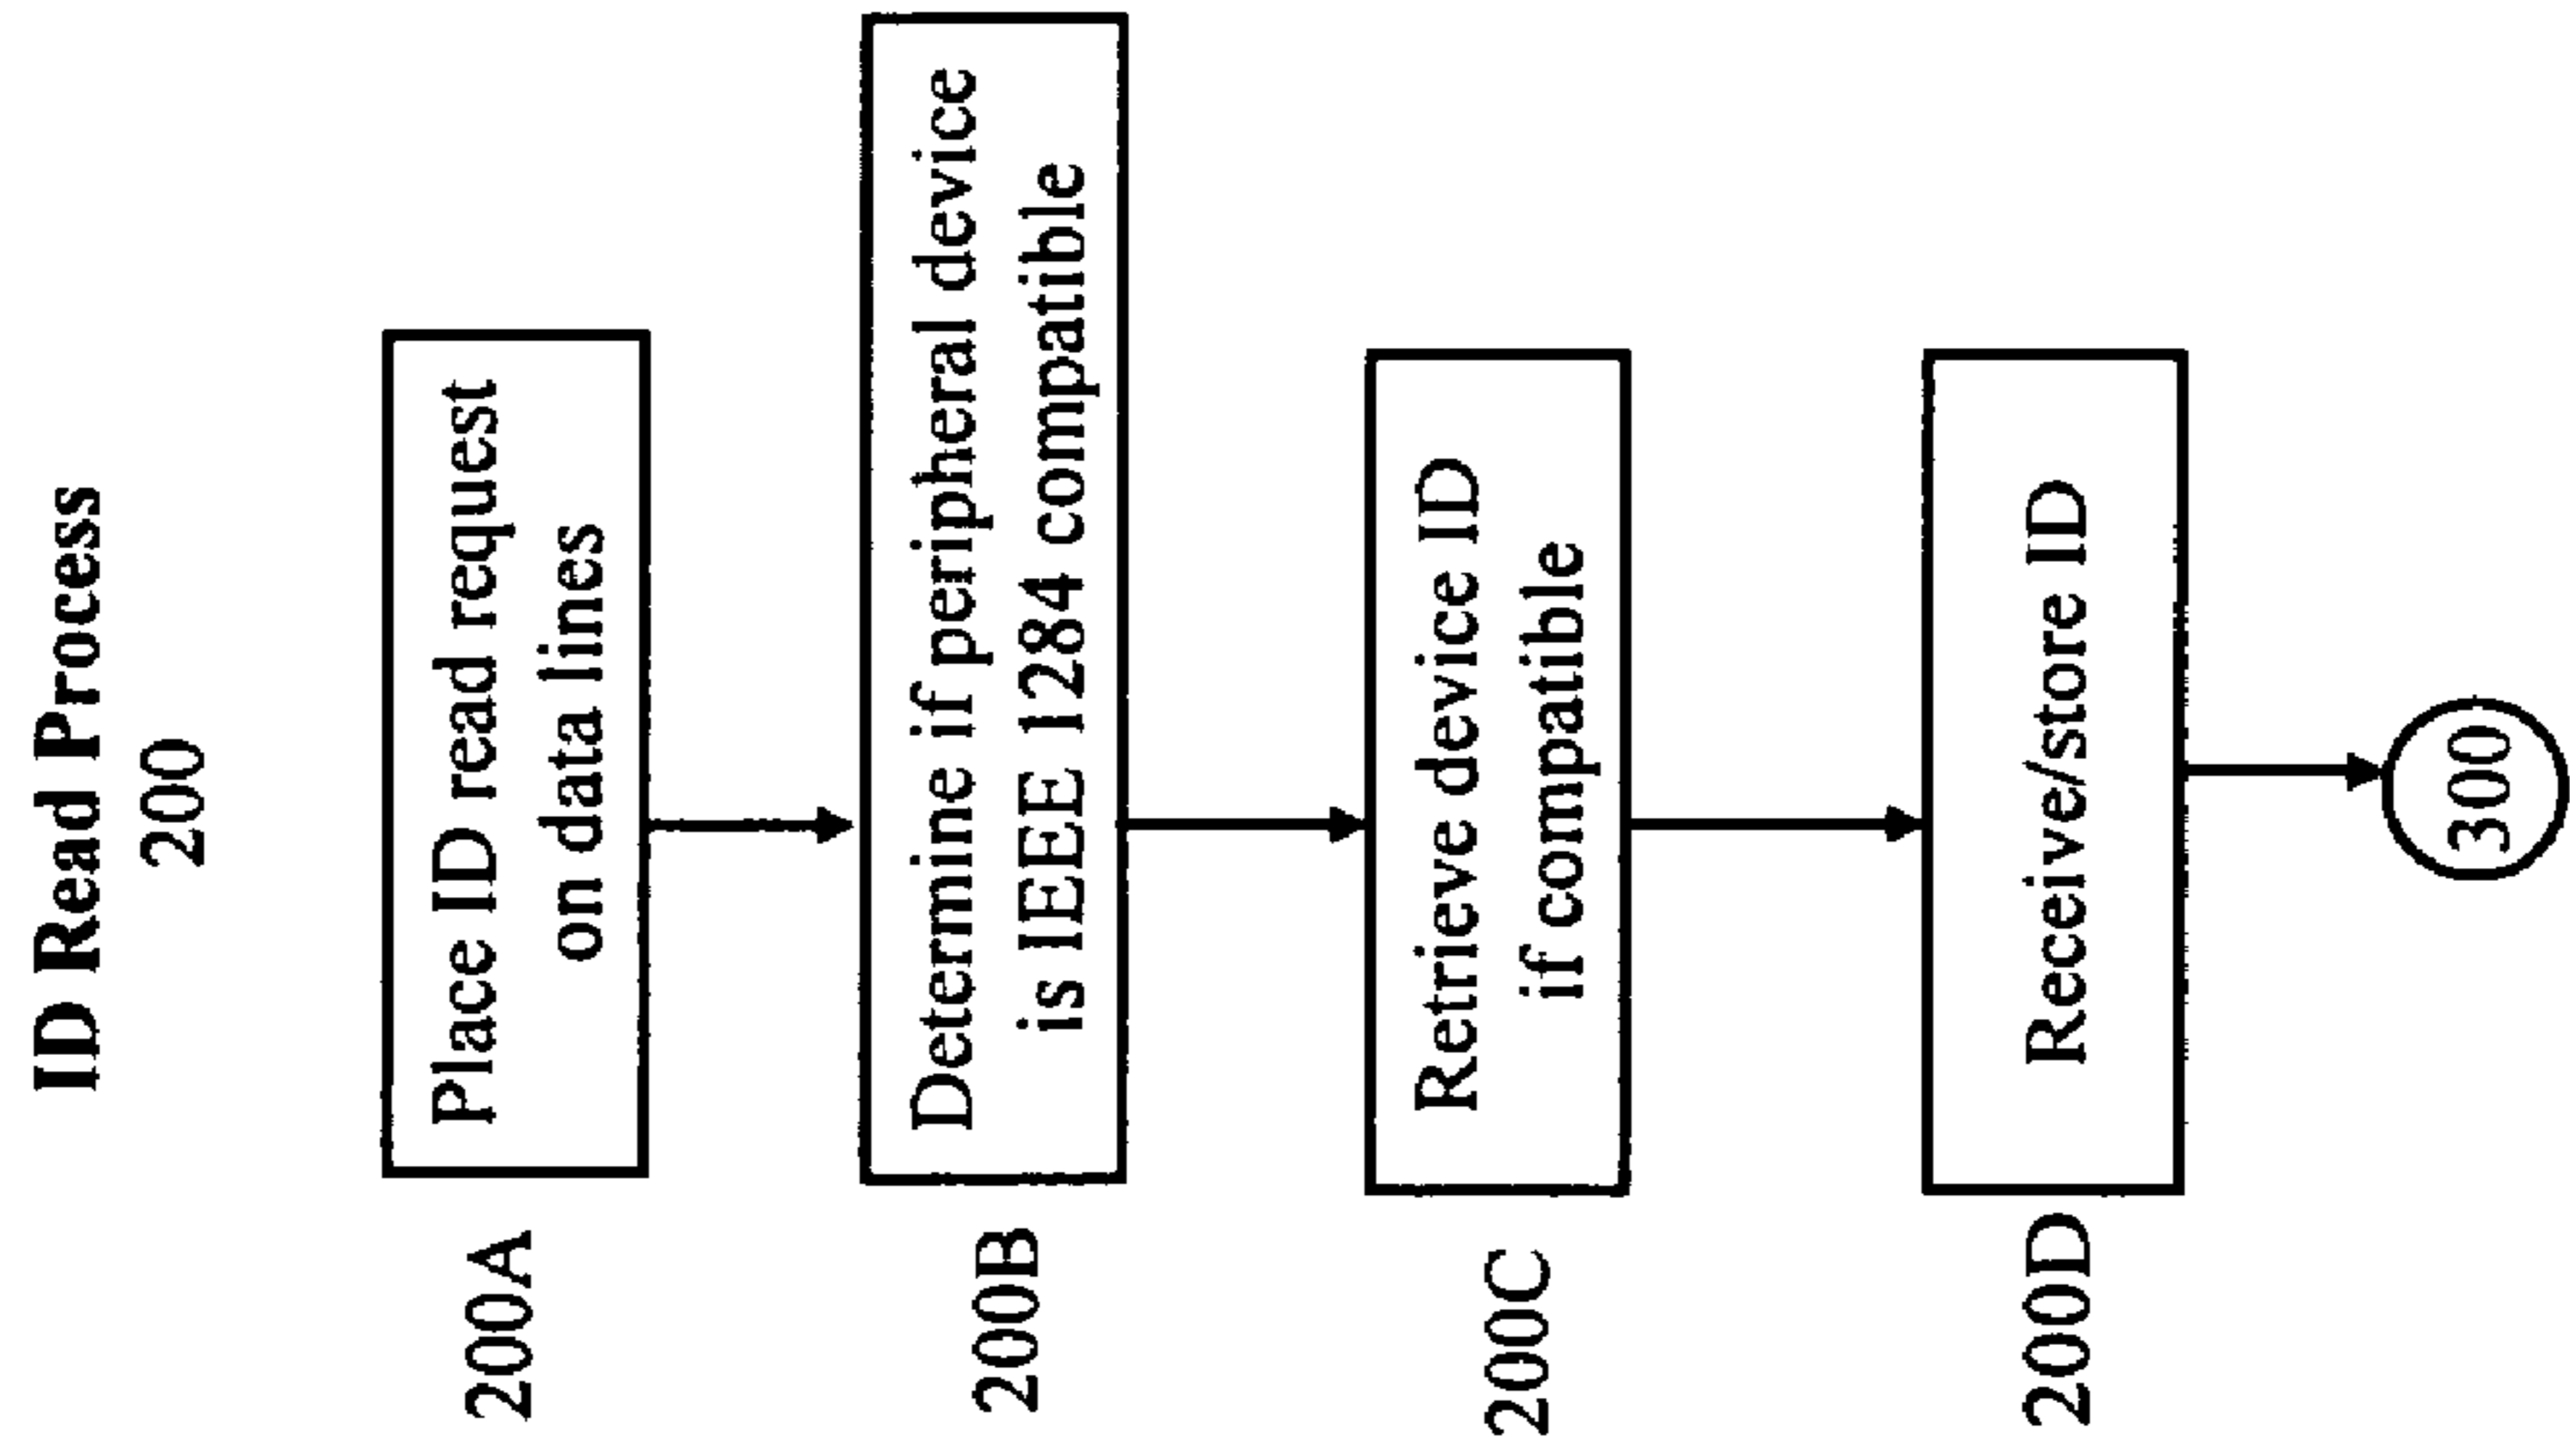 ID Read Process
200
200A
Place ID read request
on data lines
200B
Determine if peripheral device
is IEEE 1284 compatible
200C
Retrieve device ID
if compatible
200D
Receive/store ID
300